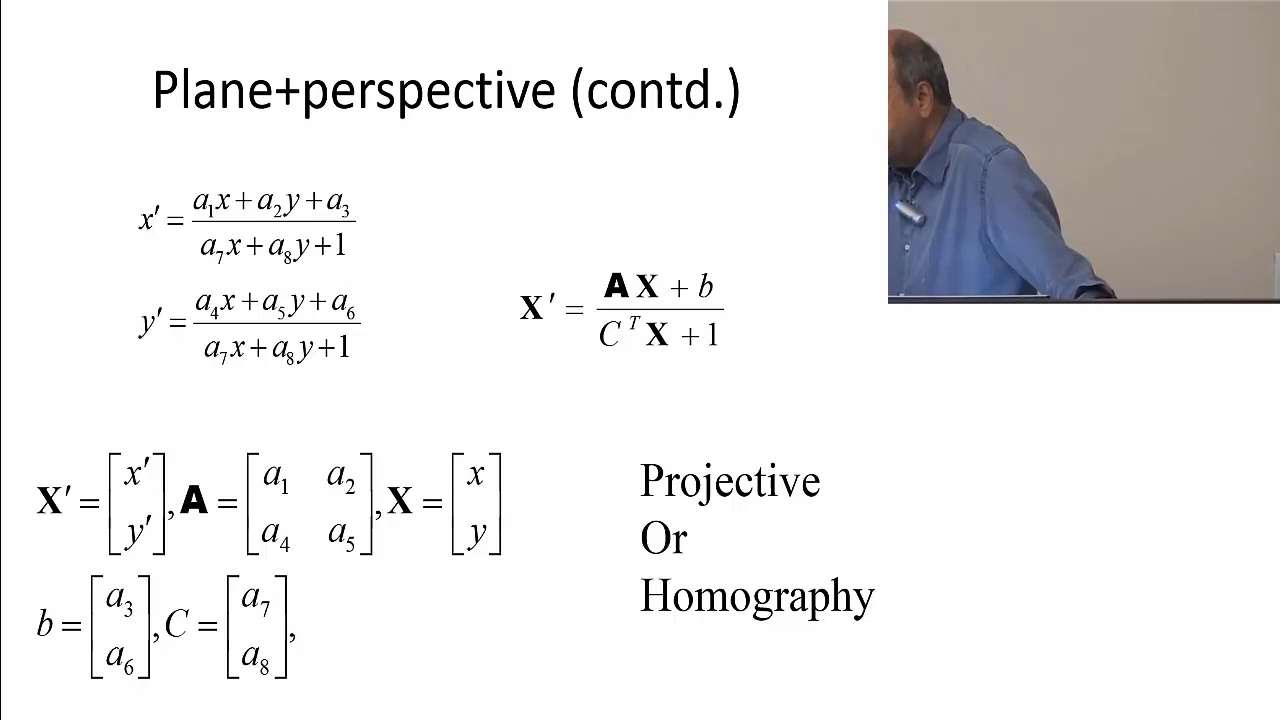 Plane+perspective (contd.)
x′ = (a₁x + a₂y + a₃) / (a₇x + a₈y + 1)
y′ = (a₄x + a₅y + a₆) / (a₇x + a₈y + 1)
X′ = (A X + b) / (Cᵀ X + 1)
X′ = [x′; y′], A = [a₁ a₂; a₄ a₅], X = [x; y]
b = [a₃; a₆], C = [a₇; a₈],
Projective
Or
Homography